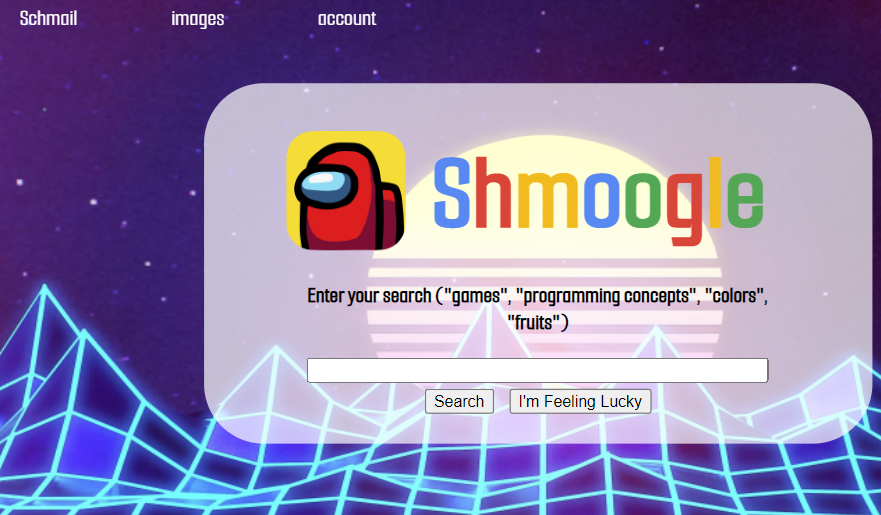 Schmail images account
Shmoogle
Enter your search ("games", "programming concepts", "colors",
"fruits")
Search I'm Feeling Lucky